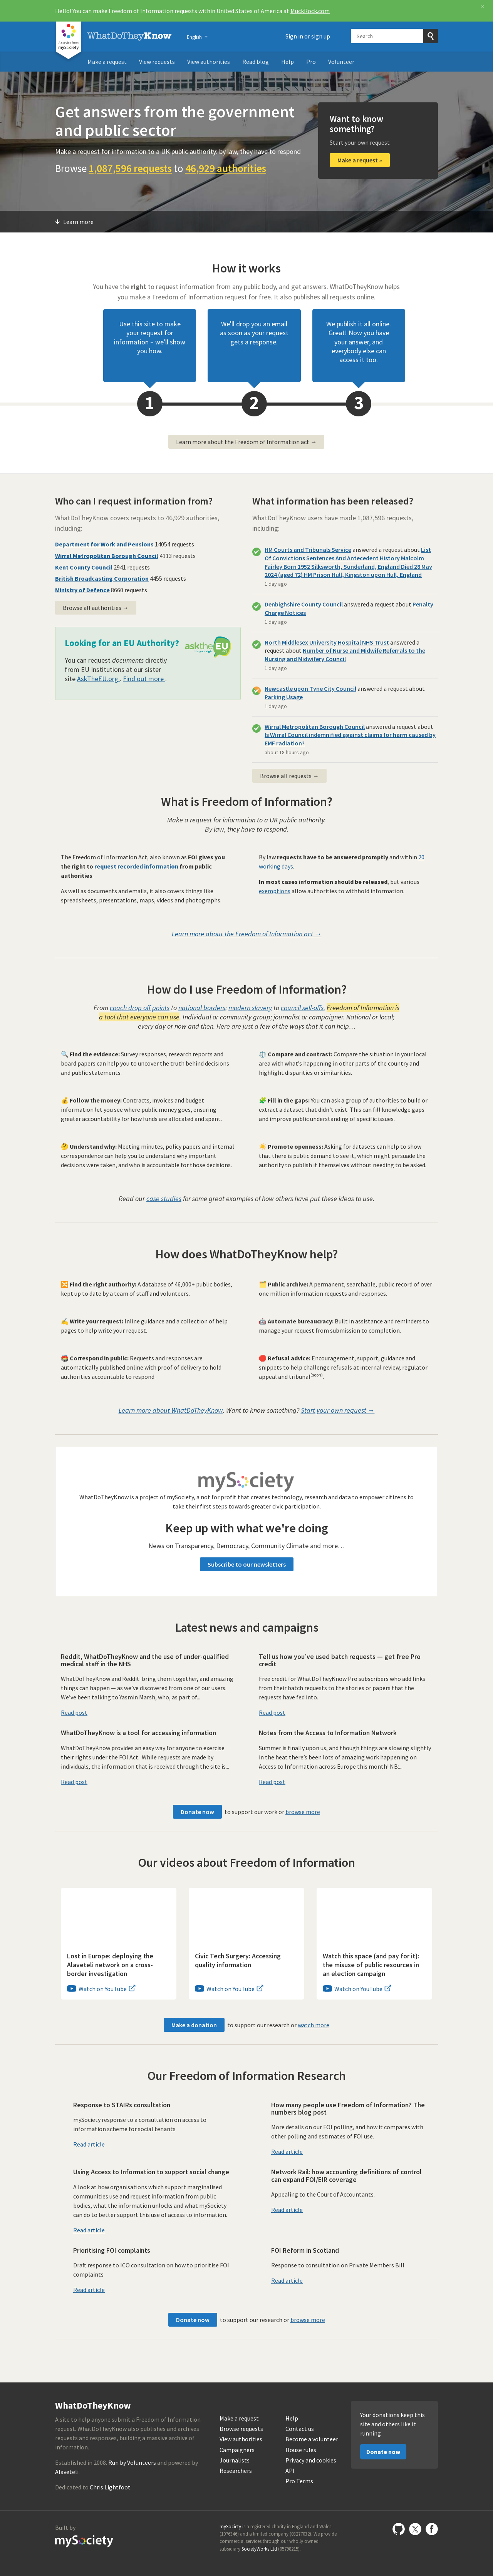 Hello! You can make Freedom of Information requests within United States of America at MuckRock.com
WhatDoTheyKnow
English
Sign in or sign up
Search
mySociety
Make a request
View requests
View authorities
Read blog
Help
Pro
Volunteer
Get answers from the government
and public sector
Make a request for information to a UK public authority: by law, they have to respond
Browse 1,087,596 requests to 46,929 authorities
Want to know
something?
Start your own request
Make a request »
Learn more
How it works
You have the right to request information from any public body, and get answers. WhatDoTheyKnow helps
you make a Freedom of Information request for free. It also publishes all requests online.
Use this site to make
your request for
information – we'll show
you how.
We'll drop you an email
as soon as your request
gets a response.
We publish it all online.
Great! Now you have
your answer, and
everybody else can
access it too.
1
2
3
Learn more about the Freedom of Information act →
Who can I request information from?
WhatDoTheyKnow covers requests to 46,929 authorities,
including:
Department for Work and Pensions 14054 requests
Wirral Metropolitan Borough Council 4113 requests
Kent County Council 2941 requests
British Broadcasting Corporation 4455 requests
Ministry of Defence 8660 requests
Browse all authorities →
Looking for an EU Authority?
asktheEU
You can request documents directly
from EU Institutions at our sister
site AskTheEU.org . Find out more .
What information has been released?
WhatDoTheyKnow users have made 1,087,596 requests,
including:
HM Courts and Tribunals Service answered a request about List
Of Convictions Sentences And Antecedent History Malcolm
Fairley Born 1952 Silksworth, Sunderland, England Died 28 May
2024 (aged 72) HM Prison Hull, Kingston upon Hull, England
1 day ago
Denbighshire County Council answered a request about Penalty
Charge Notices
1 day ago
North Middlesex University Hospital NHS Trust answered a
request about Number of Nurse and Midwife Referrals to the
Nursing and Midwifery Council
1 day ago
Newcastle upon Tyne City Council answered a request about
Parking Usage
1 day ago
Wirral Metropolitan Borough Council answered a request about
Is Wirral Council indemnified against claims for harm caused by
EMF radiation?
about 18 hours ago
Browse all requests →
What is Freedom of Information?
Make a request for information to a UK public authority.
By law, they have to respond.
The Freedom of Information Act, also known as FOI gives you
the right to request recorded information from public
authorities.
As well as documents and emails, it also covers things like
spreadsheets, presentations, maps, videos and photographs.
By law requests have to be answered promptly and within 20
working days.
In most cases information should be released, but various
exemptions allow authorities to withhold information.
Learn more about the Freedom of Information act →
How do I use Freedom of Information?
From coach drop off points to national borders; modern slavery to council sell-offs, Freedom of Information is
a tool that everyone can use. Individual or community group; journalist or campaigner. National or local;
every day or now and then. Here are just a few of the ways that it can help…
🔍 Find the evidence: Survey responses, research reports and
board papers can help you to uncover the truth behind decisions
and public statements.
⚖️ Compare and contrast: Compare the situation in your local
area with what's happening in other parts of the country and
highlight disparities or similarities.
💰 Follow the money: Contracts, invoices and budget
information let you see where public money goes, ensuring
greater accountability for how funds are allocated and spent.
🧩 Fill in the gaps: You can ask a group of authorities to build or
extract a dataset that didn't exist. This can fill knowledge gaps
and improve public understanding of specific issues.
🤔 Understand why: Meeting minutes, policy papers and internal
correspondence can help you to understand why important
decisions were taken, and who is accountable for those decisions.
☀️ Promote openness: Asking for datasets can help to show
that there is public demand to see it, which might persuade the
authority to publish it themselves without needing to be asked.
Read our case studies for some great examples of how others have put these ideas to use.
How does WhatDoTheyKnow help?
🔀 Find the right authority: A database of 46,000+ public bodies,
kept up to date by a team of staff and volunteers.
🗂️ Public archive: A permanent, searchable, public record of over
one million information requests and responses.
✍️ Write your request: Inline guidance and a collection of help
pages to help write your request.
🤖 Automate bureaucracy: Built in assistance and reminders to
manage your request from submission to completion.
Correspond in public: Requests and responses are
automatically published online with proof of delivery to hold
authorities accountable to respond.
🛑 Refusal advice: Encouragement, support, guidance and
snippets to help challenge refusals at internal review, regulator
appeal and tribunal[soon].
Learn more about WhatDoTheyKnow. Want to know something? Start your own request →
mySociety
WhatDoTheyKnow is a project of mySociety, a not for profit that creates technology, research and data to empower citizens to
take their first steps towards greater civic participation.
Keep up with what we're doing
News on Transparency, Democracy, Community Climate and more…
Subscribe to our newsletters
Latest news and campaigns
Reddit, WhatDoTheyKnow and the use of under-qualified
medical staff in the NHS
WhatDoTheyKnow and Reddit: bring them together, and amazing
things can happen — as we've discovered from one of our users.
We've been talking to Yasmin Marsh, who, as part of...
Read post
Tell us how you've used batch requests — get free Pro
credit
Free credit for WhatDoTheyKnow Pro subscribers who add links
from their batch requests to the stories or papers that the
requests have fed into.
Read post
WhatDoTheyKnow is a tool for accessing information
WhatDoTheyKnow provides an easy way for anyone to exercise
their rights under the FOI Act. While requests are made by
individuals, the information that is received through the site is...
Read post
Notes from the Access to Information Network
Summer is finally upon us, and though things are slowing slightly
in the heat there's been lots of amazing work happening on
Access to Information across Europe this month! NB:...
Read post
Donate now to support our work or browse more
Our videos about Freedom of Information
Lost in Europe: deploying the
Alaveteli network on a cross-
border investigation
Watch on YouTube
Civic Tech Surgery: Accessing
quality information
Watch on YouTube
Watch this space (and pay for it):
the misuse of public resources in
an election campaign
Watch on YouTube
Make a donation to support our research or watch more
Our Freedom of Information Research
Response to STAIRs consultation
mySociety response to a consultation on access to
information scheme for social tenants
Read article
How many people use Freedom of Information? The
numbers blog post
More details on our FOI polling, and how it compares with
other polling and estimates of FOI use.
Read article
Using Access to Information to support social change
A look at how organisations which support marginalised
communities use and request information from public
bodies, what the information unlocks and what mySociety
can do to better support this use of access to information.
Read article
Network Rail: how accounting definitions of control
can expand FOI/EIR coverage
Appealing to the Court of Accountants.
Read article
Prioritising FOI complaints
Draft response to ICO consultation on how to prioritise FOI
complaints
Read article
FOI Reform in Scotland
Response to consultation on Private Members Bill
Read article
Donate now to support our research or browse more
WhatDoTheyKnow
A site to help anyone submit a Freedom of Information
request. WhatDoTheyKnow also publishes and archives
requests and responses, building a massive archive of
information.
Established in 2008. Run by Volunteers and powered by
Alaveteli.
Dedicated to Chris Lightfoot.
Make a request
Browse requests
View authorities
Campaigners
Journalists
Researchers
Help
Contact us
Become a volunteer
House rules
Privacy and cookies
API
Pro Terms
Your donations keep this
site and others like it
running
Donate now
Built by
mySociety
mySociety is a registered charity in England and Wales
(1076346) and a limited company (03277032). We provide
commercial services through our wholly owned
subsidiary SocietyWorks Ltd (05798215).